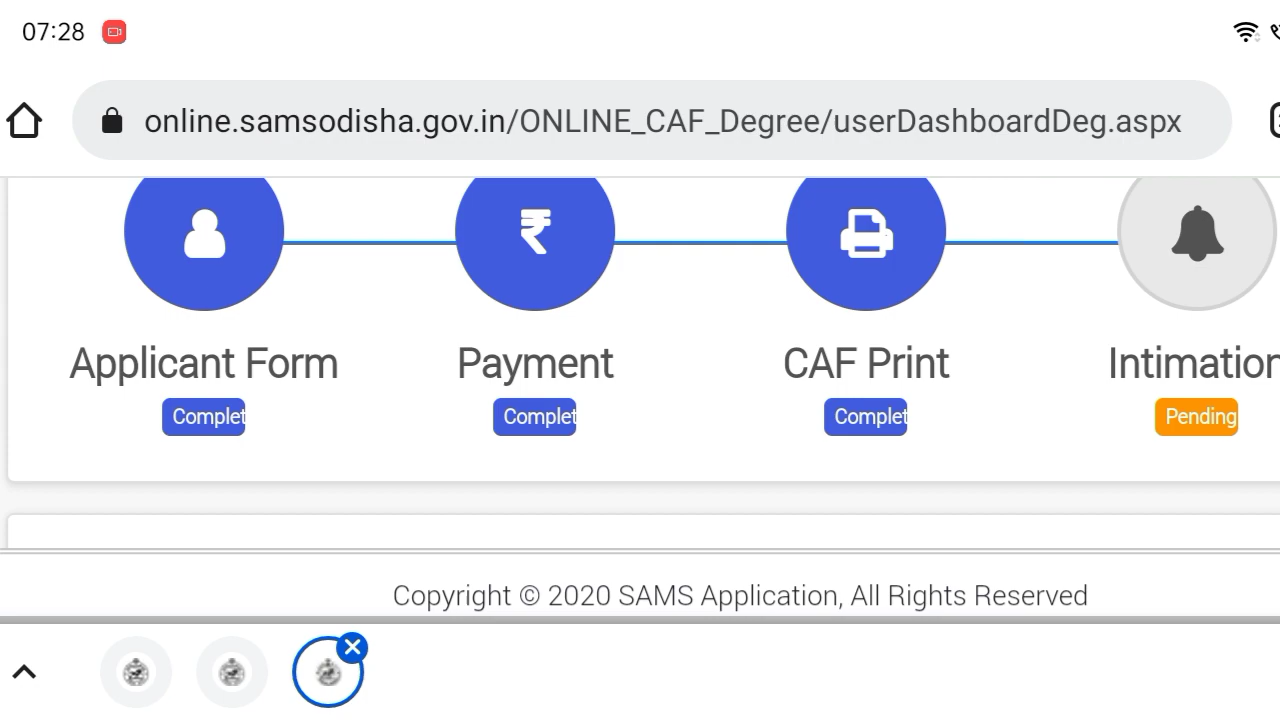 07:28
online.samsodisha.gov.in/ONLINE_CAF_Degree/userDashboardDeg.aspx
Applicant Form Payment CAF Print Intimation
Complet Complet Complet Pending
Copyright © 2020 SAMS Application, All Rights Reserved